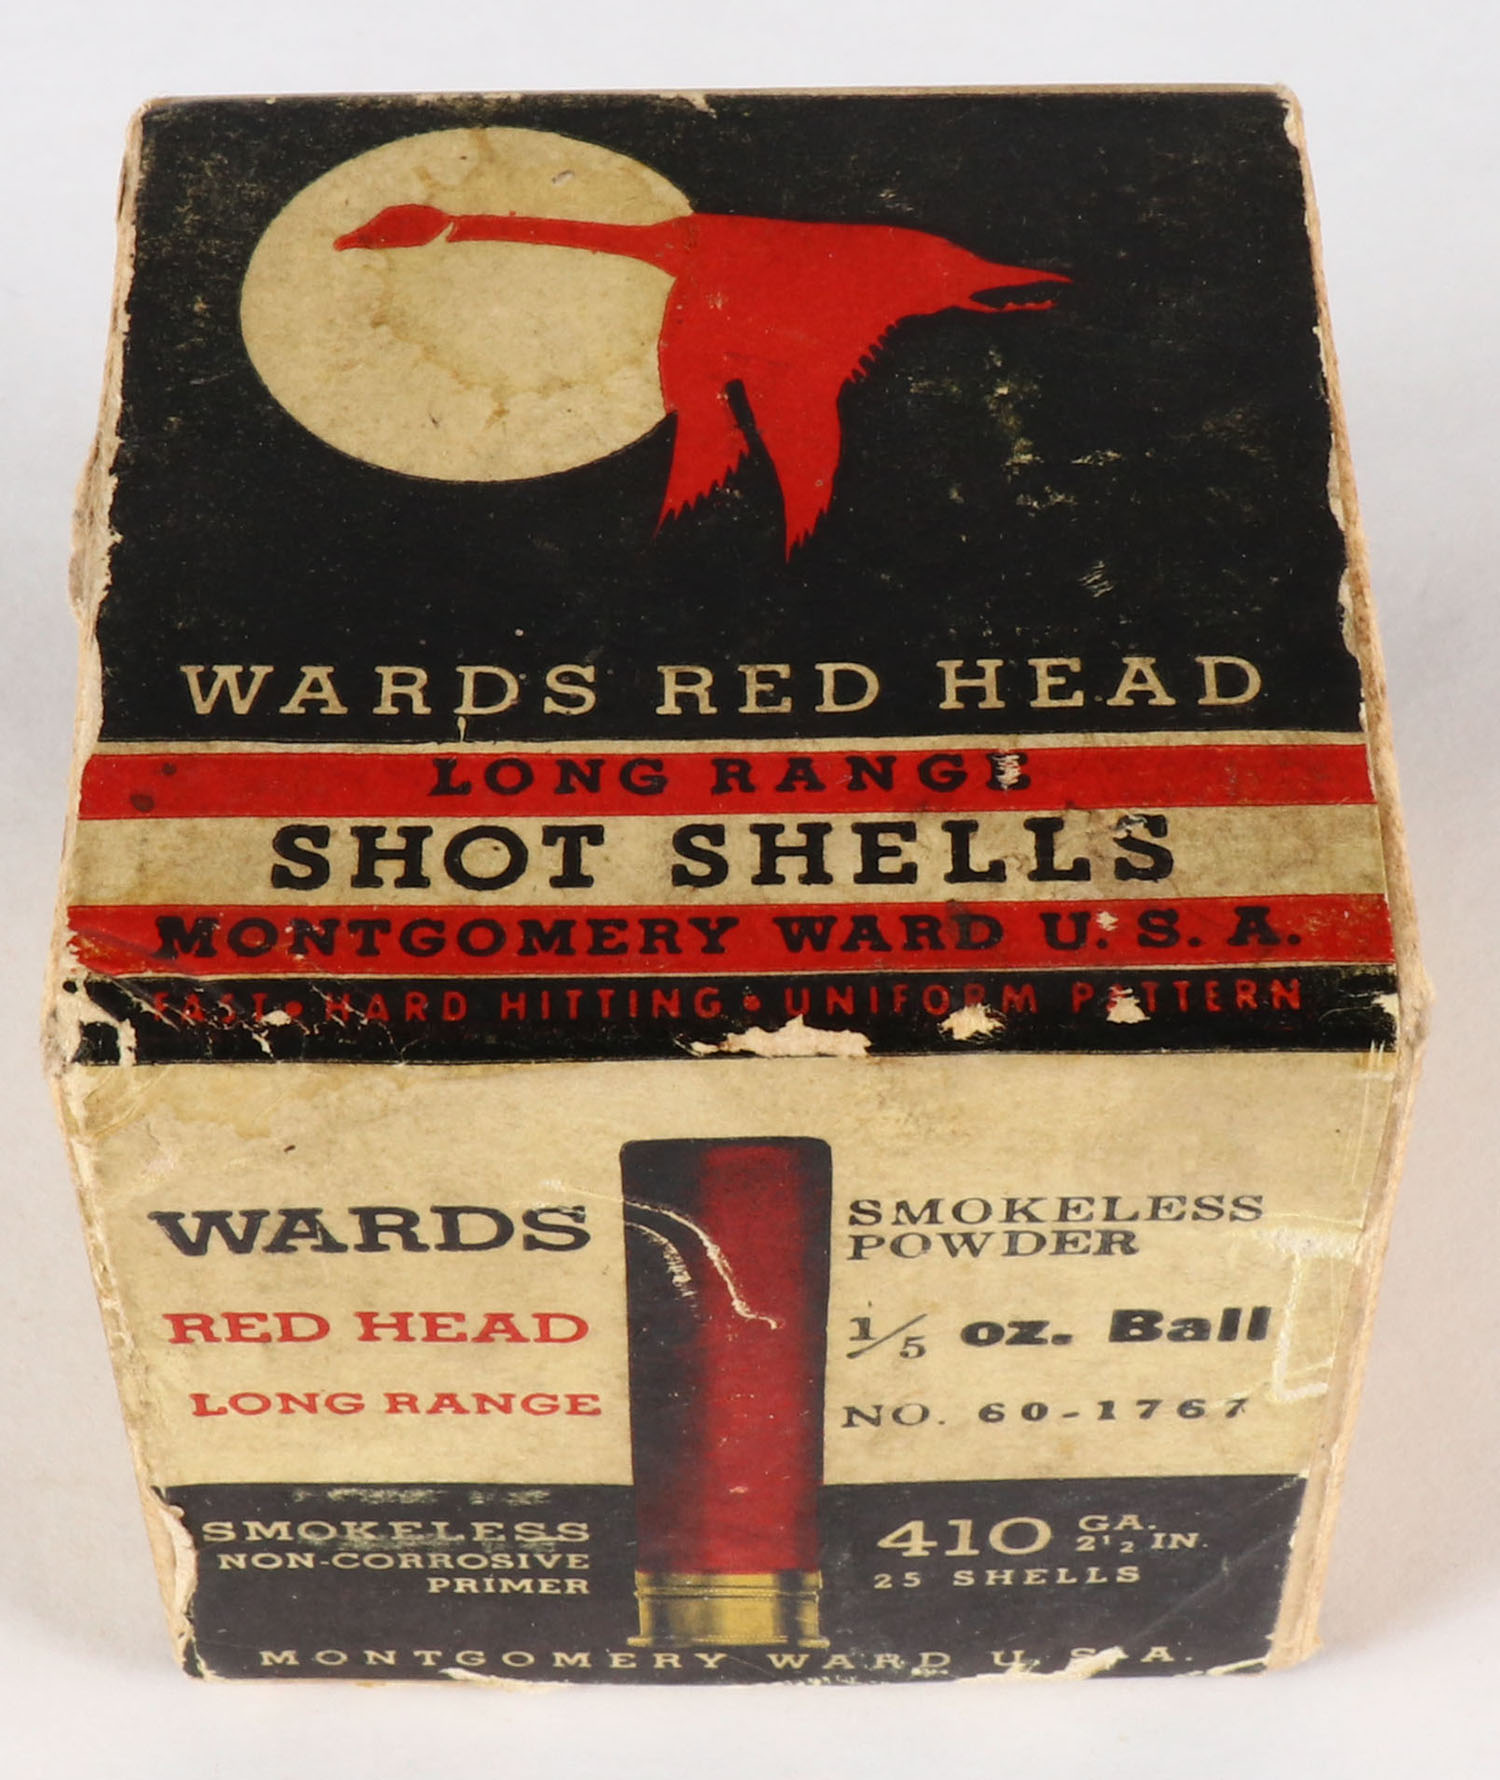 WARDS RED HEAD
LONG RANGE
SHOT SHELLS
MONTGOMERY WARD U. S. A.
FAST • HARD HITTING • UNIFORM PATTERN
WARDS
RED HEAD
LONG RANGE
SMOKELESS
POWDER
1/5 oz. Ball
NO. 60-1767
SMOKELESS
NON-CORROSIVE
PRIMER
410 GA.
2 1/2 IN.
25 SHELLS
MONTGOMERY WARD U. S. A.